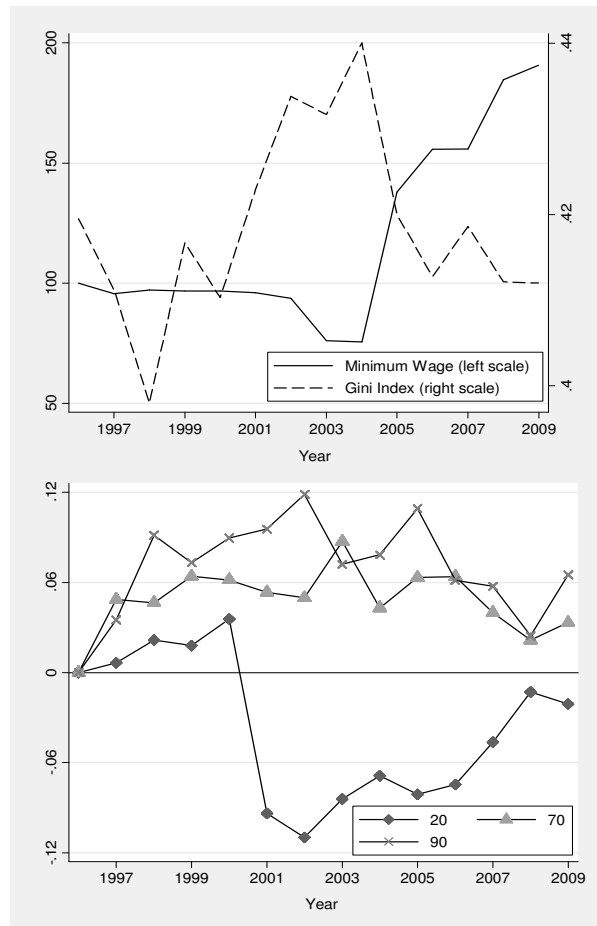 200
150
100
50
.44
.42
.4
Minimum Wage (left scale)
Gini Index (right scale)
1997 1999 2001 2003 2005 2007 2009
Year
.12
.06
0
-.06
-.12
20 70
90
1997 1999 2001 2003 2005 2007 2009
Year